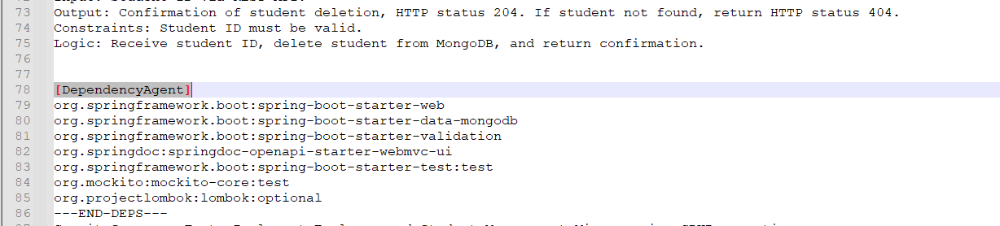 73 Output: Confirmation of student deletion, HTTP status 204. If student not found, return HTTP status 404.
74 Constraints: Student ID must be valid.
75 Logic: Receive student ID, delete student from MongoDB, and return confirmation.
76
77
78 [DependencyAgent]
79 org.springframework.boot:spring-boot-starter-web
80 org.springframework.boot:spring-boot-starter-data-mongodb
81 org.springframework.boot:spring-boot-starter-validation
82 org.springdoc:springdoc-openapi-starter-webmvc-ui
83 org.springframework.boot:spring-boot-starter-test:test
84 org.mockito:mockito-core:test
85 org.projectlombok:lombok:optional
86 ---END-DEPS---